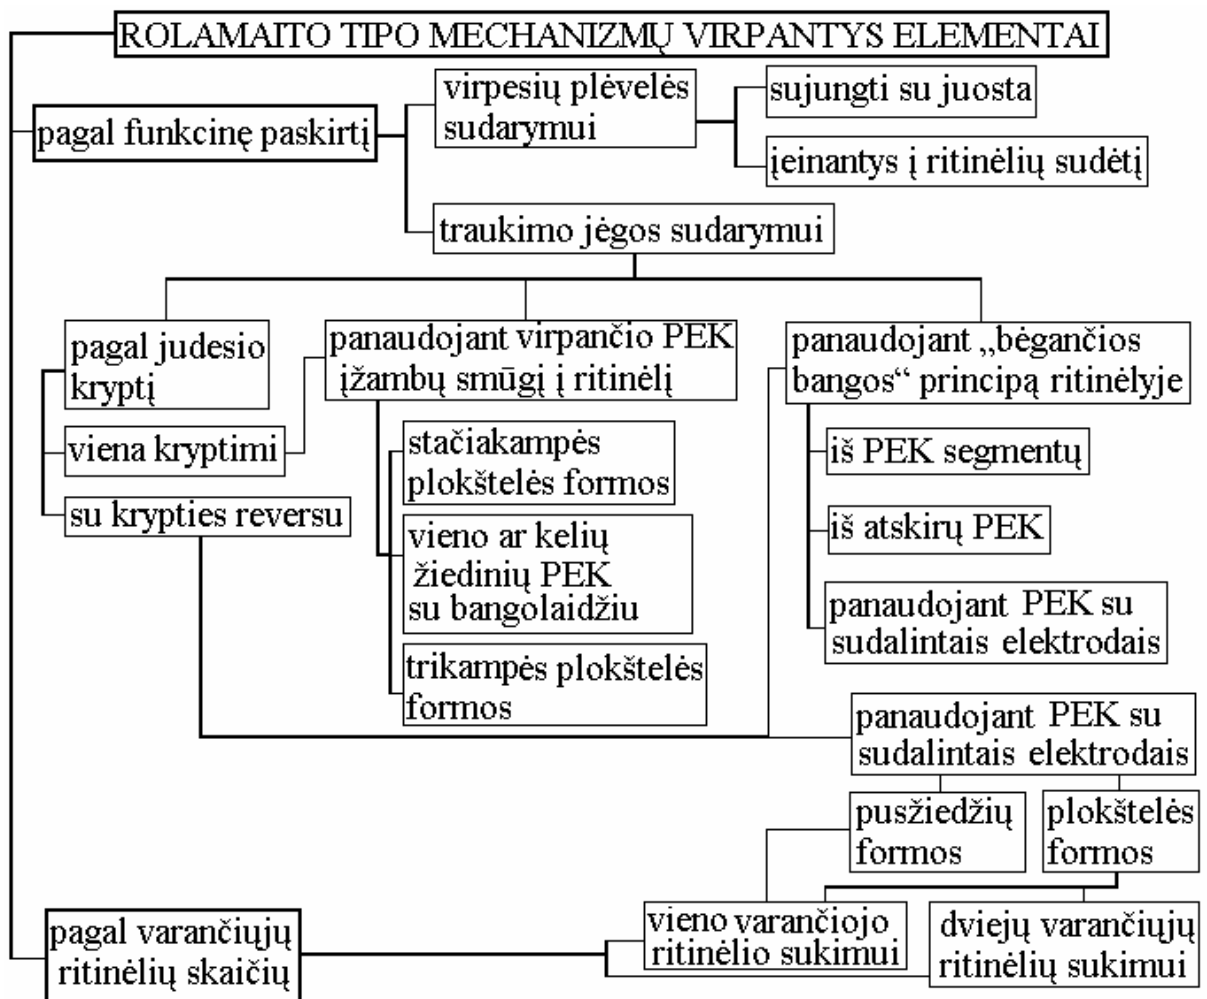 ROLAMAITO TIPO MECHANIZMŲ VIRPANTYS ELEMENTAI
pagal funkcinę paskirtį
virpesių plėvelės
sudarymui
sujungti su juosta
įeinantys į ritinėlių sudėtį
traukimo jėgos sudarymui
pagal judesio
kryptį
viena kryptimi
su krypties reversu
panaudojant virpančio PEK
įžambų smūgį į ritinėlį
stačiakampės
plokštelės formos
vieno ar kelių
žiedinių PEK
su bangolaidžiu
trikampės plokštelės
formos
panaudojant „bėgančios
bangos“ principą ritinėlyje
iš PEK segmentų
iš atskirų PEK
panaudojant PEK su
sudalintais elektrodais
panaudojant PEK su
sudalintais elektrodais
pusžiedžių
formos
plokštelės
formos
pagal varančiųjų
ritinėlių skaičių
vieno varančiojo
ritinėlio sukimui
dviejų varančiųjų
ritinėlių sukimui